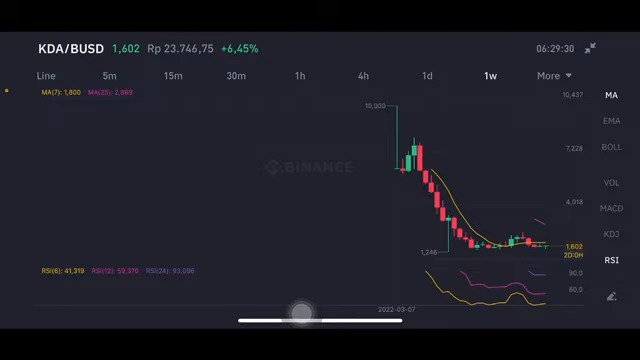 KDA/BUSD 1,602 Rp 23.746,75 +6,45% 06:29:30
Line 5m 15m 30m 1h 4h 1d 1w More
MA(7): 1,800 MA(25): 2,869
10,437
MA
10,000
EMA
7,228
BOLL
BINANCE
VOL
4,018
MACD
KDJ
1,602
2D:0H
1,246
RSI
RSI(6): 41,319 RSI(12): 53,370 RSI(24): 93,096
90,0
60,0
2022-03-07